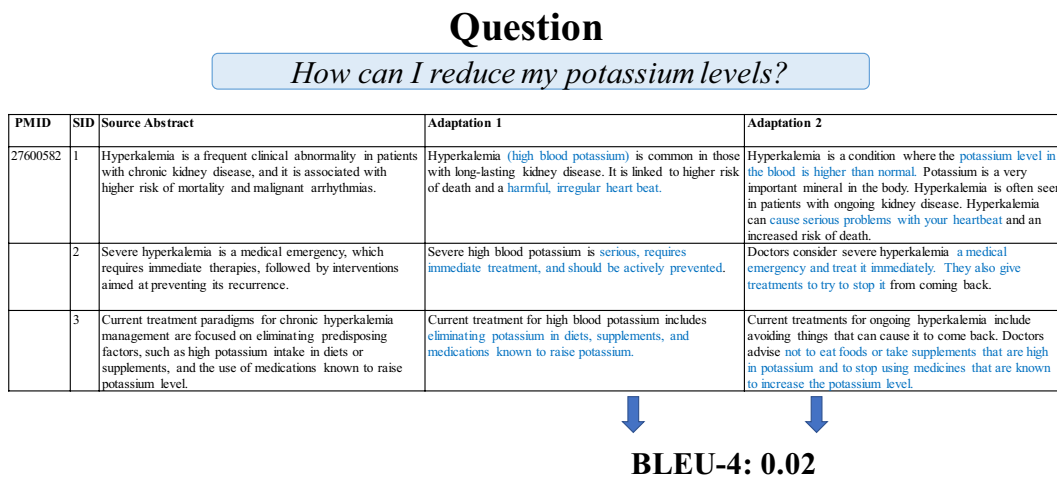 Question
How can I reduce my potassium levels?
PMID SID Source Abstract Adaptation 1 Adaptation 2
27600582 1
Hyperkalemia is a frequent clinical abnormality in patients
with chronic kidney disease, and it is associated with
higher risk of mortality and malignant arrhythmias.
Hyperkalemia (high blood potassium) is common in those
with long-lasting kidney disease. It is linked to higher risk
of death and a harmful, irregular heart beat.
Hyperkalemia is a condition where the potassium level in
the blood is higher than normal. Potassium is a very
important mineral in the body. Hyperkalemia is often seen
in patients with ongoing kidney disease. Hyperkalemia
can cause serious problems with your heartbeat and an
increased risk of death.
2
Severe hyperkalemia is a medical emergency, which
requires immediate therapies, followed by interventions
aimed at preventing its recurrence.
Severe high blood potassium is serious, requires
immediate treatment, and should be actively prevented.
Doctors consider severe hyperkalemia a medical
emergency and treat it immediately. They also give
treatments to try to stop it from coming back.
3
Current treatment paradigms for chronic hyperkalemia
management are focused on eliminating predisposing
factors, such as high potassium intake in diets or
supplements, and the use of medications known to raise
potassium level.
Current treatment for high blood potassium includes
eliminating potassium in diets, supplements, and
medications known to raise potassium.
Current treatments for ongoing hyperkalemia include
avoiding things that can cause it to come back. Doctors
advise not to eat foods or take supplements that are high
in potassium and to stop using medicines that are known
to increase the potassium level.
BLEU-4: 0.02